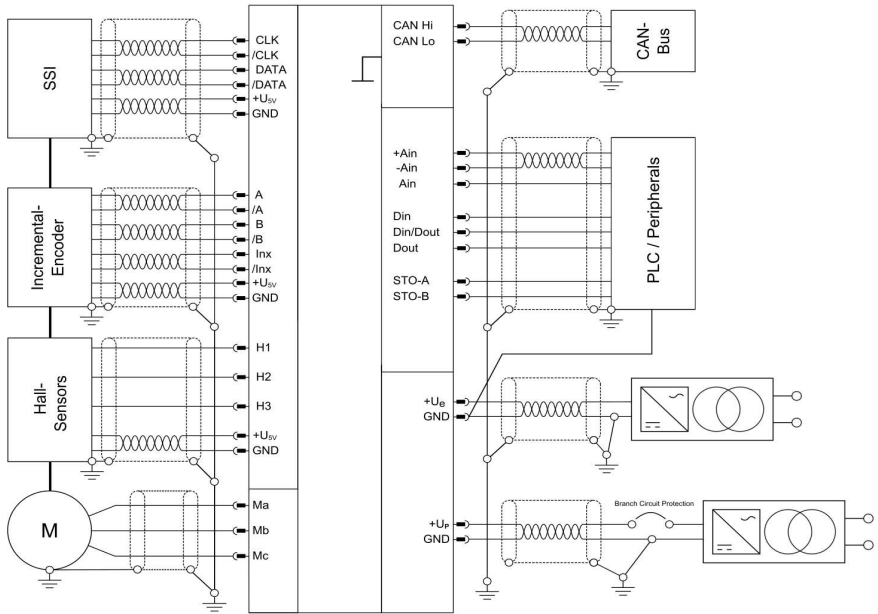 SSI
CLK
/CLK
DATA
/DATA
+U5V
GND
Incremental-
Encoder
A
/A
B
/B
Inx
/Inx
+U5V
GND
Hall-
Sensors
H1
H2
H3
+U5V
GND
M
Ma
Mb
Mc
CAN Hi
CAN Lo
CAN-
Bus
+Ain
-Ain
Ain
Din
Din/Dout
Dout
STO-A
STO-B
PLC / Peripherals
+Ue
GND
+UP
GND
Branch Circuit Protection